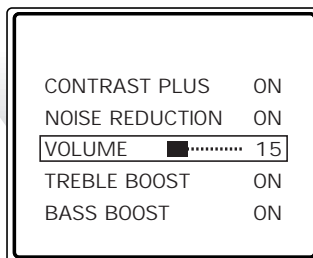 CONTRAST PLUS ON
NOISE REDUCTION ON
VOLUME 15
TREBLE BOOST ON
BASS BOOST ON